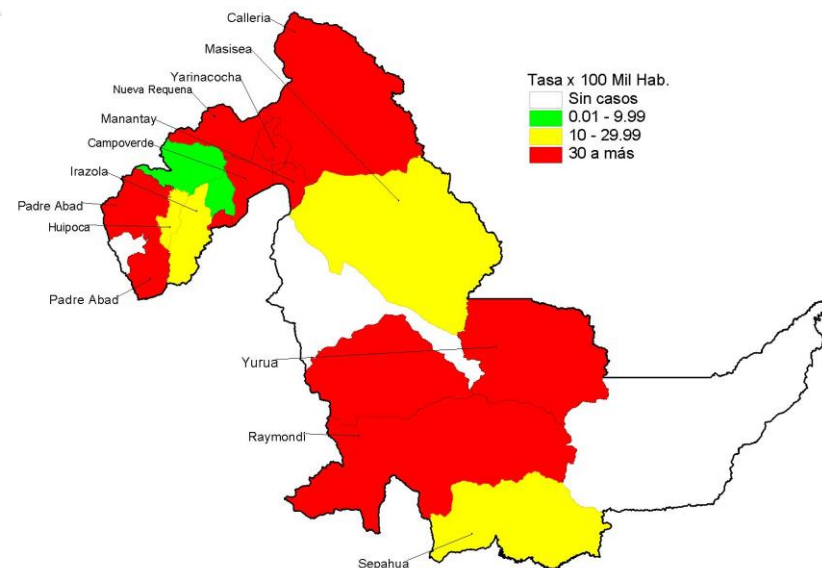 Calleria
Masisea
Yarinacocha
Nueva Requena
Manantay
Campoverde
Irazola
Padre Abad
Huipoca
Padre Abad
Yurua
Raymondi
Sepahua
Tasa x 100 Mil Hab.
Sin casos
0.01 - 9.99
10 - 29.99
30 a más